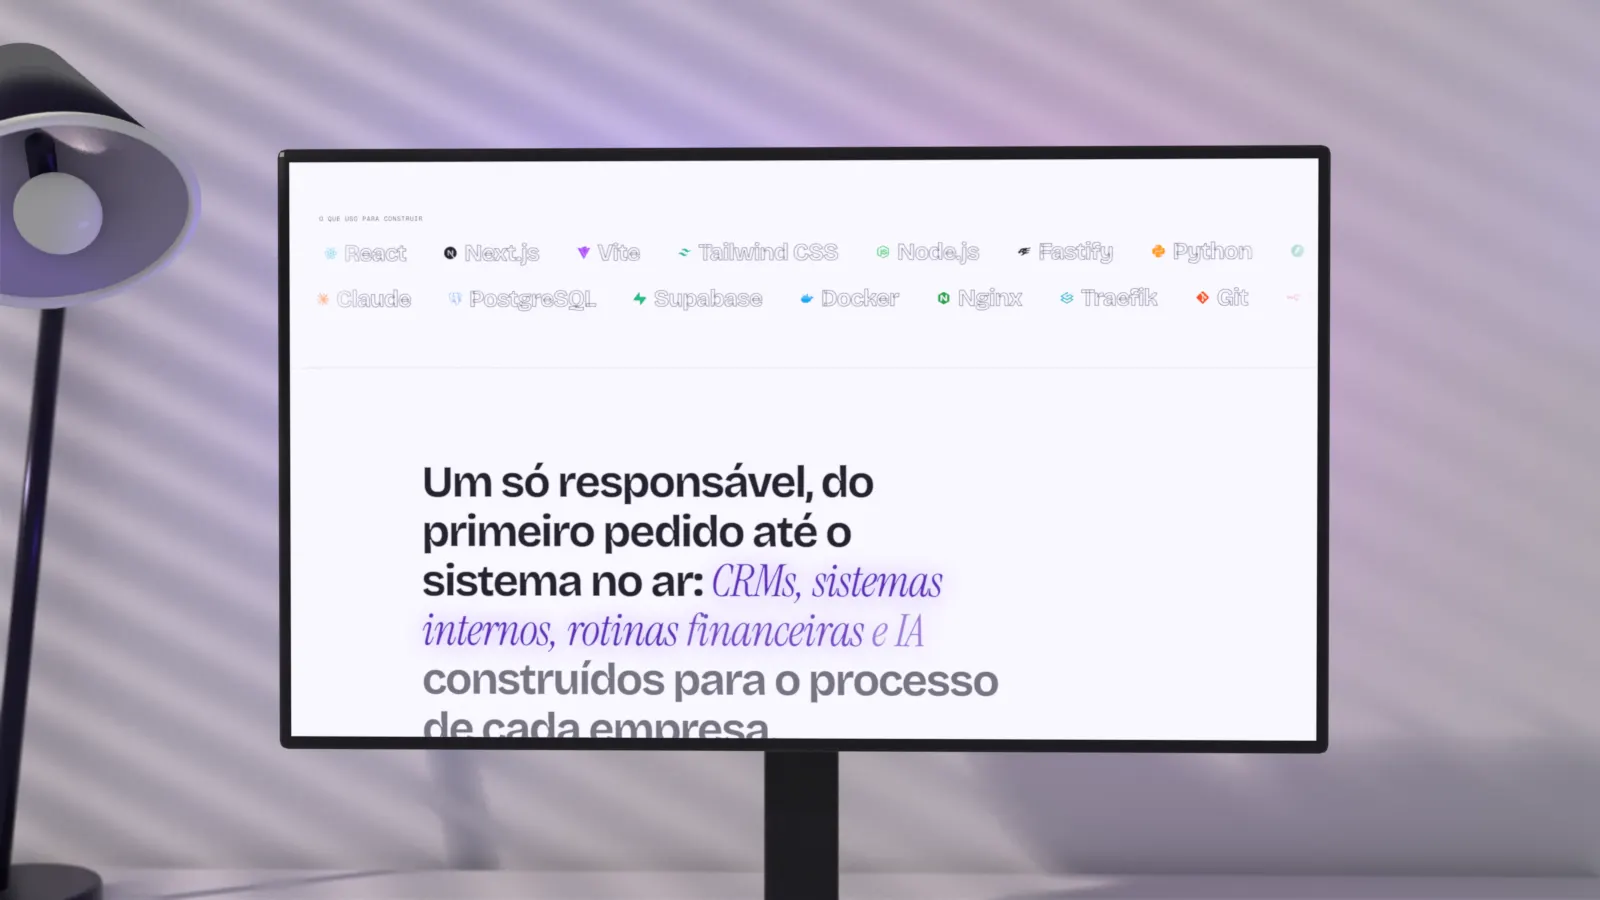 O QUE USO PARA CONSTRUIR
React Next.js Vite Tailwind CSS Node.js Fastify Python
Claude PostgreSQL Supabase Docker Nginx Traefik Git
Um só responsável, do
primeiro pedido até o
sistema no ar: CRMs, sistemas
internos, rotinas financeiras e IA
construídos para o processo
de cada empresa.